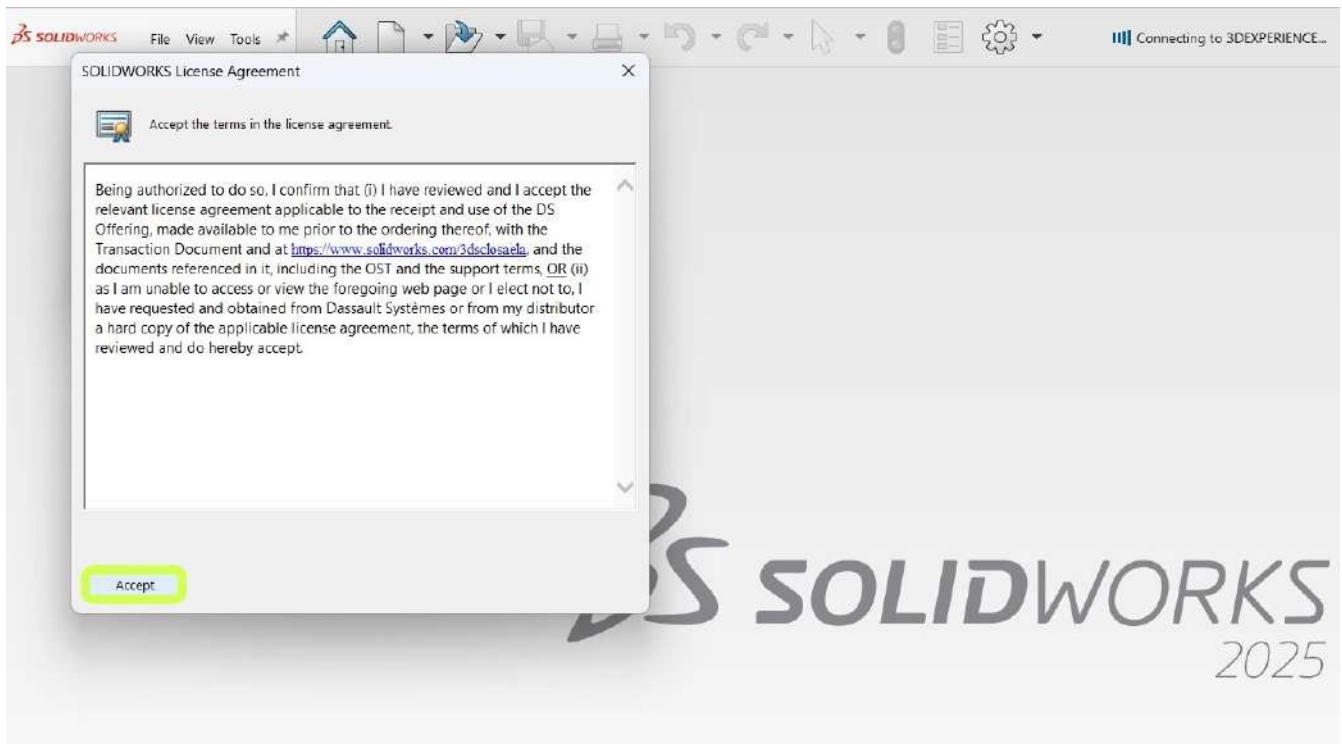 DS SOLIDWORKS File View Tools Connecting to 3DEXPERIENCE...
SOLIDWORKS License Agreement
Accept the terms in the license agreement.
Being authorized to do so, I confirm that (i) I have reviewed and I accept the
relevant license agreement applicable to the receipt and use of the DS
Offering, made available to me prior to the ordering thereof, with the
Transaction Document and at https://www.solidworks.com/3dsclosaela, and the
documents referenced in it, including the OST and the support terms, OR (ii)
as I am unable to access or view the foregoing web page or I elect not to, I
have requested and obtained from Dassault Systèmes or from my distributor
a hard copy of the applicable license agreement, the terms of which I have
reviewed and do hereby accept.
Accept
DS SOLIDWORKS
2025